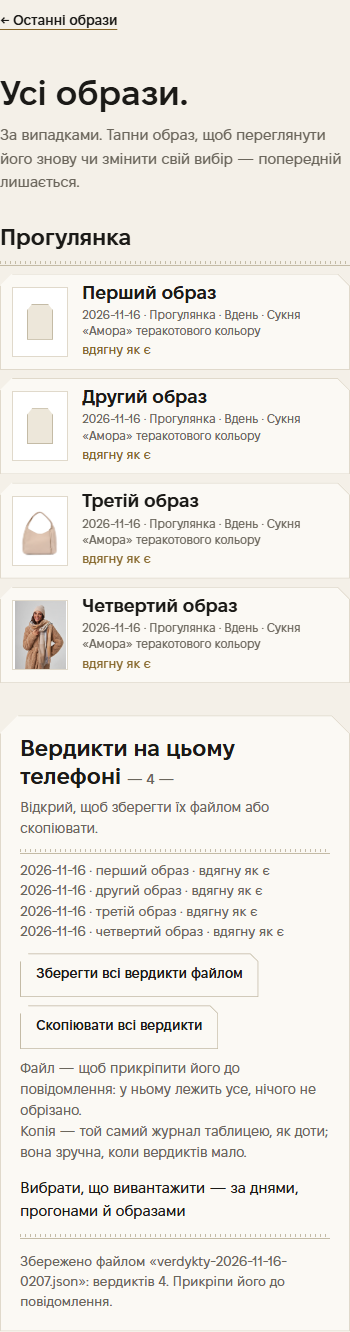 ← Останні образи
Усі образи.
За випадками. Тапни образ, щоб переглянути
його знову чи змінити свій вибір — попередній
лишається.
Прогулянка
Перший образ
2026-11-16 · Прогулянка · Вдень · Сукня
«Амора» теракотового кольору
вдягну як є
Другий образ
2026-11-16 · Прогулянка · Вдень · Сукня
«Амора» теракотового кольору
вдягну як є
Третій образ
2026-11-16 · Прогулянка · Вдень · Сукня
«Амора» теракотового кольору
вдягну як є
Четвертий образ
2026-11-16 · Прогулянка · Вдень · Сукня
«Амора» теракотового кольору
вдягну як є
Вердикти на цьому
телефоні — 4 —
Відкрий, щоб зберегти їх файлом або
скопіювати.
2026-11-16 · перший образ · вдягну як є
2026-11-16 · другий образ · вдягну як є
2026-11-16 · третій образ · вдягну як є
2026-11-16 · четвертий образ · вдягну як є
Зберегти всі вердикти файлом
Скопіювати всі вердикти
Файл — щоб прикріпити його до
повідомлення: у ньому лежить усе, нічого не
обрізано.
Копія — той самий журнал таблицею, як доти;
вона зручна, коли вердиктів мало.
Вибрати, що вивантажити — за днями,
прогонами й образами
Збережено файлом «verdykty-2026-11-16-
0207.json»: вердиктів 4. Прикріпи його до
повідомлення.